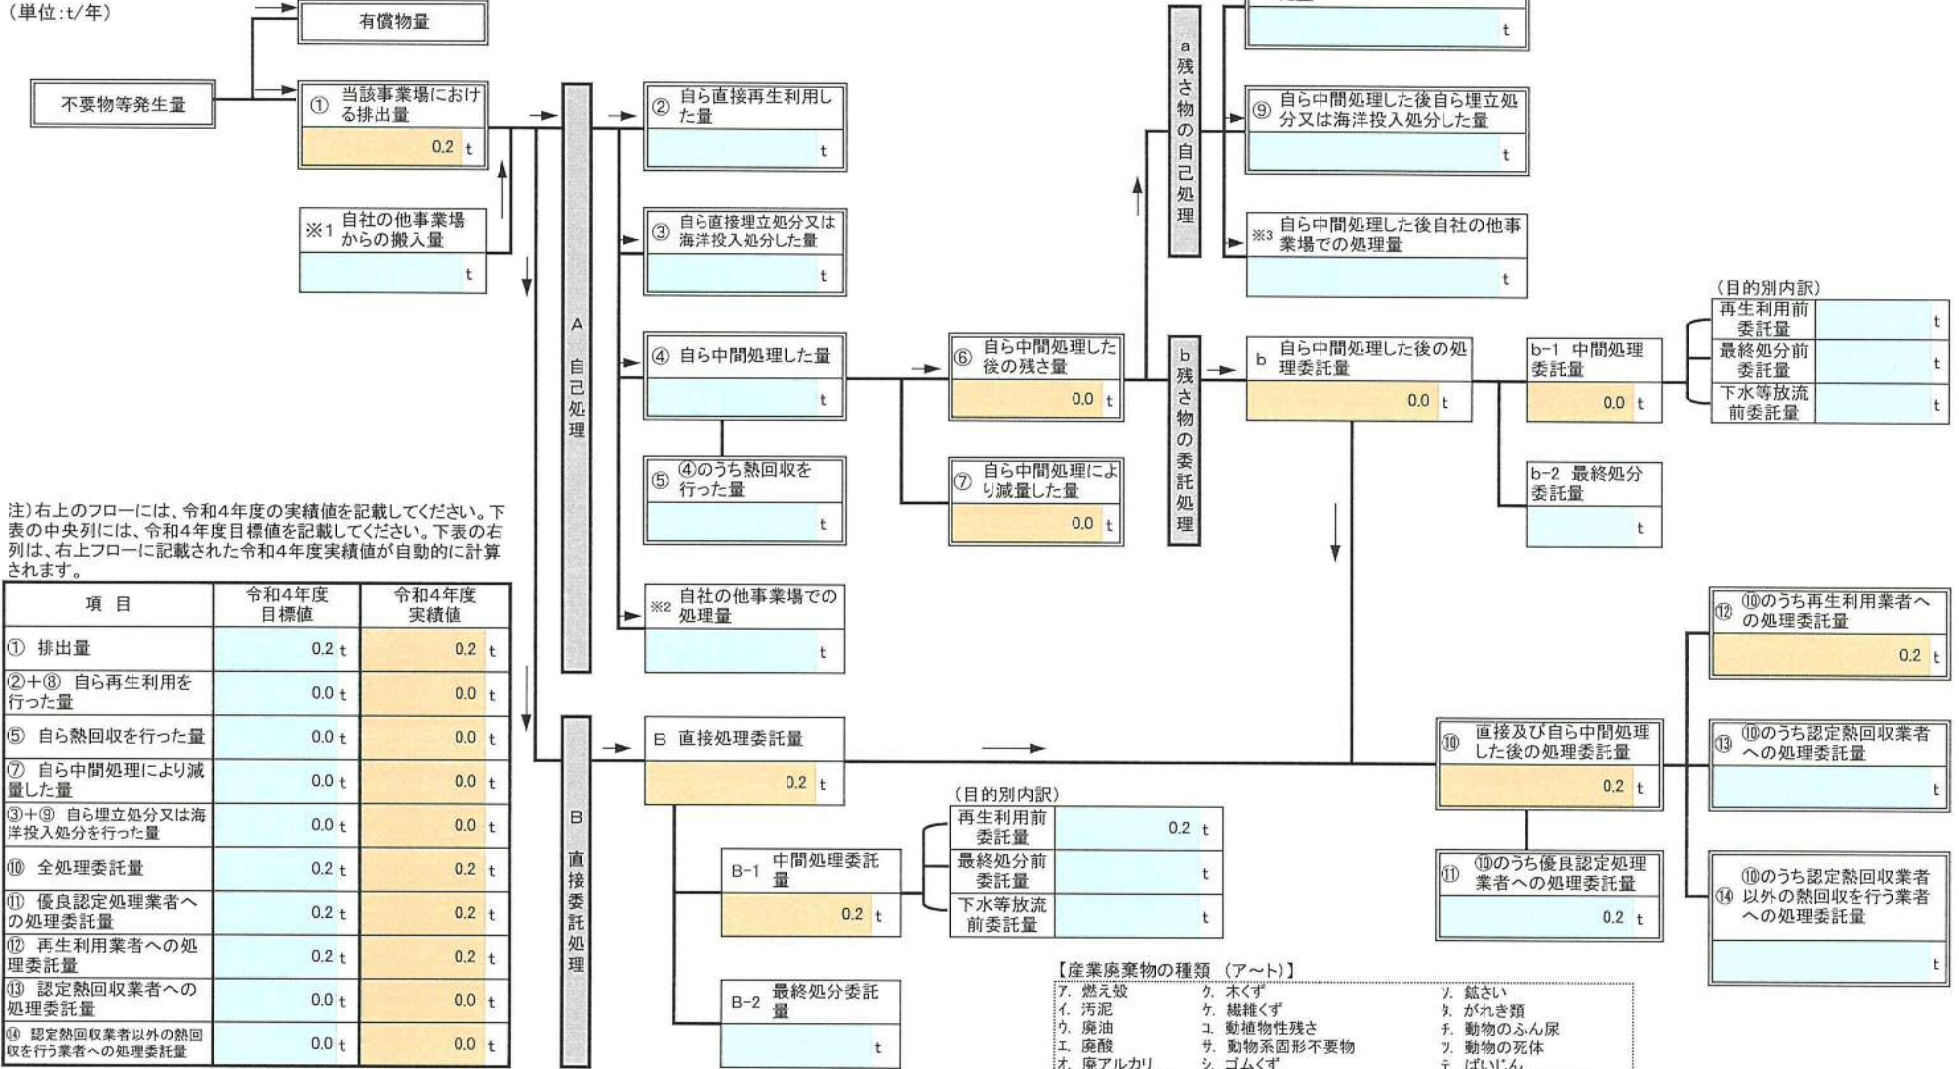 (単位:t/年)
有償物量
不要物等発生量
① 当該事業場におけ
る排出量
0.2 t
※1 自社の他事業場
からの搬入量
t
A 自己処理
② 自ら直接再生利用し
た量
t
③ 自ら直接埋立処分又は
海洋投入処分した量
t
④ 自ら中間処理した量
t
⑤ ④のうち熱回収を
行った量
t
※2 自社の他事業場での
処理量
t
⑥ 自ら中間処理した
後の残さ量
0.0 t
⑦ 自ら中間処理によ
り減量した量
0.0 t
a 残さ物の自己処理
t
⑨ 自ら中間処理した後自ら埋立処
分又は海洋投入処分した量
t
※3 自ら中間処理した後自社の他事
業場での処理量
t
b 残さ物の委託処理
b 自ら中間処理した後の処
理委託量
0.0 t
b-1 中間処理
委託量
0.0 t
(目的別内訳)
再生利用前
委託量 t
最終処分前
委託量 t
下水等放流
前委託量 t
b-2 最終処分
委託量
t
注)右上のフローには、令和4年度の実績値を記載してください。下
表の中央列には、令和4年度目標値を記載してください。下表の右
列は、右上フローに記載された令和4年度実績値が自動的に計算
されます。
項 目 令和4年度 目標値 令和4年度 実績値
① 排出量 0.2 t 0.2 t
②+⑧ 自ら再生利用を
行った量 0.0 t 0.0 t
⑤ 自ら熱回収を行った量 0.0 t 0.0 t
⑦ 自ら中間処理により減
量した量 0.0 t 0.0 t
③+⑨ 自ら埋立処分又は海
洋投入処分を行った量 0.0 t 0.0 t
⑩ 全処理委託量 0.2 t 0.2 t
⑪ 優良認定処理業者へ
の処理委託量 0.2 t 0.2 t
⑫ 再生利用業者への処
理委託量 0.2 t 0.2 t
⑬ 認定熱回収業者への
処理委託量 0.0 t 0.0 t
⑭ 認定熱回収業者以外の熱回
収を行う業者への処理委託量 0.0 t 0.0 t
B 直接委託処理
B 直接処理委託量
0.2 t
B-1 中間処理委託
量
0.2 t
(目的別内訳)
再生利用前
委託量 0.2 t
最終処分前
委託量 t
下水等放流
前委託量 t
B-2 最終処分委託
量
t
⑩ 直接及び自ら中間処理
した後の処理委託量
0.2 t
⑪ ⑩のうち優良認定処理
業者への処理委託量
0.2 t
⑫ ⑩のうち再生利用業者へ
の処理委託量
0.2 t
⑬ ⑩のうち認定熱回収業者
への処理委託量
t
⑭ ⑩のうち認定熱回収業者
以外の熱回収を行う業者
への処理委託量
t
【産業廃棄物の種類 (ア~ト)】
ア. 燃え殻 ク. 木くず ソ. 鉱さい
イ. 汚泥 ケ. 繊維くず タ. がれき類
ウ. 廃油 コ. 動植物性残さ チ. 動物のふん尿
エ. 廃酸 サ. 動物系固形不要物 ツ. 動物の死体
オ. 廃アルカリ シ. ゴムくず テ. ばいじん